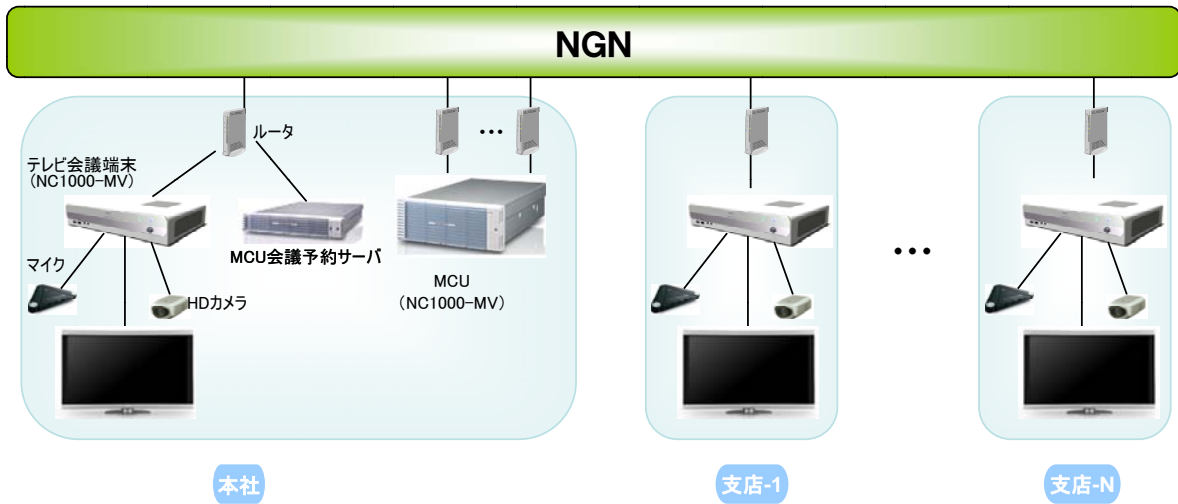 NGN
ルータ
...
テレビ会議端末
(NC1000-MV)
MCU会議予約サーバ
マイク
HDカメラ
MCU
(NC1000-MV)
...
本社
支店-1
支店-N